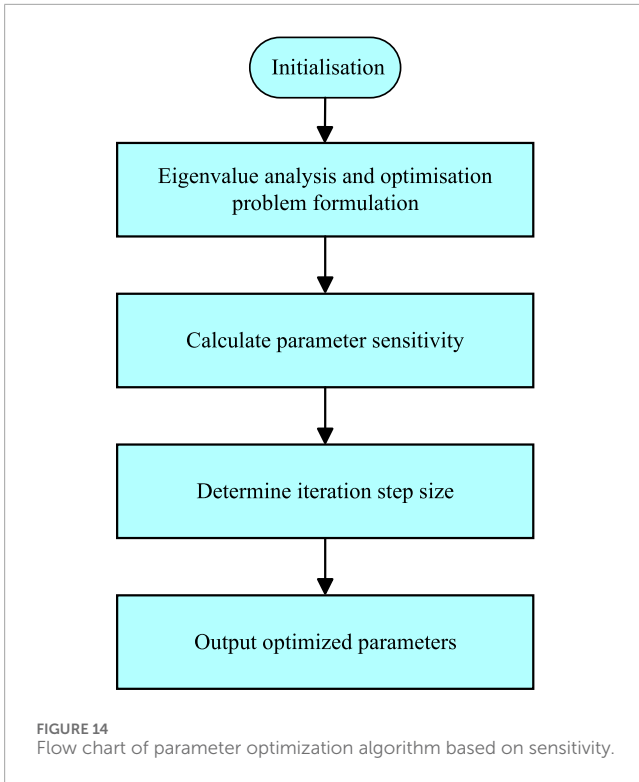 Initialisation
Eigenvalue analysis and optimisation
problem formulation
Calculate parameter sensitivity
Determine iteration step size
Output optimized parameters
FIGURE 14
Flow chart of parameter optimization algorithm based on sensitivity.